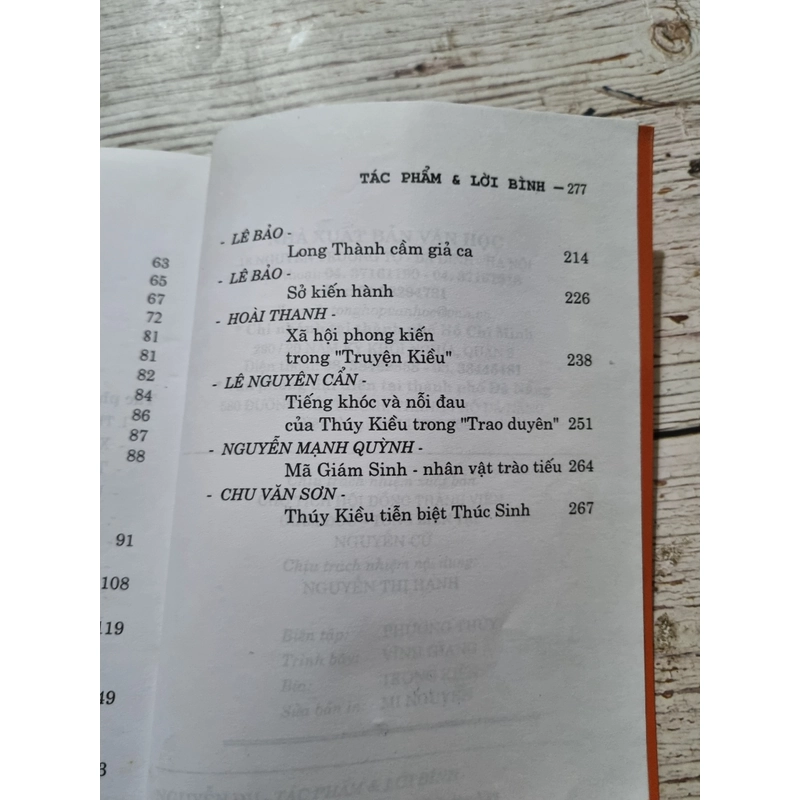 63
65
67
72
81
81
82
84
86
87
88
91
108
119
49
3
TÁC PHẨM & LỜI BÌNH – 277
- LÊ BẢO -
Long Thành cầm giả ca 214
- LÊ BẢO -
Sở kiến hành 226
- HOÀI THANH -
Xã hội phong kiến
trong "Truyện Kiều" 238
- LÊ NGUYÊN CẨN -
Tiếng khóc và nỗi đau
của Thúy Kiều trong "Trao duyên" 251
- NGUYỄN MẠNH QUỲNH -
Mã Giám Sinh - nhân vật trào tiếu 264
- CHU VĂN SƠN -
Thúy Kiều tiễn biệt Thúc Sinh 267